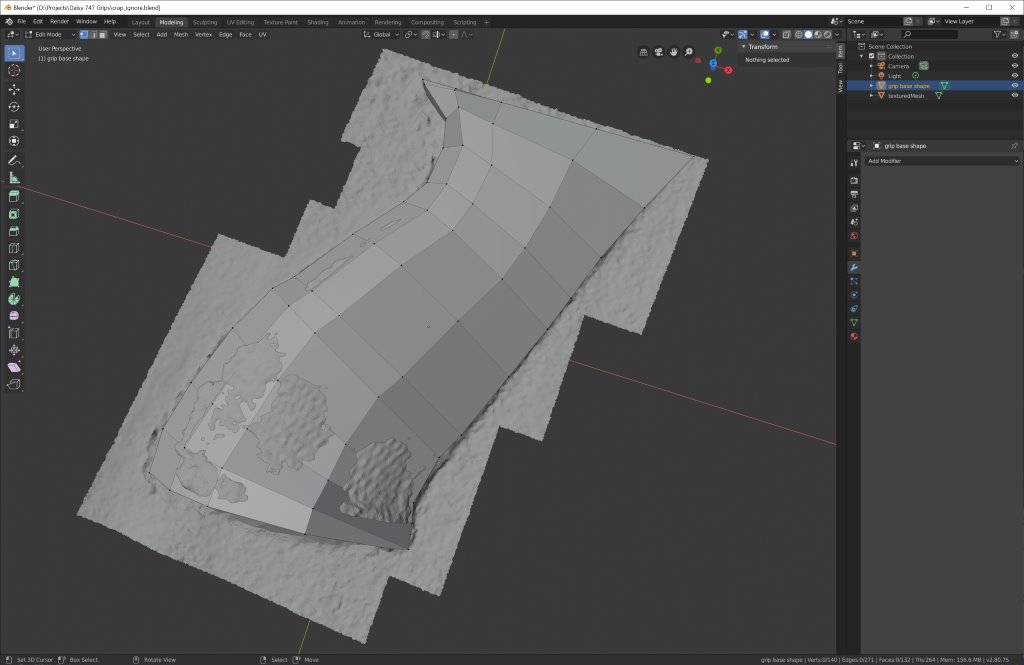 Blender* [D:\Projects\Daisy 747 Grips\crap_ignore.blend]
File Edit Render Window Help Layout Modeling Sculpting UV Editing Texture Paint Shading Animation Rendering Compositing Scripting + Scene View Layer
Edit Mode View Select Add Mesh Vertex Edge Face UV Global
User Perspective
(1) grip base shape
Transform
Nothing selected
Item
Tool
View
Y
Z
X
Scene Collection
Collection
Camera
Light
grip base shape
texturedMesh
grip base shape
Add Modifier
Set 3D Cursor Box Select Rotate View Select Move grip base shape | Verts:0/140 | Edges:0/271 | Faces:0/132 | Tris:264 | Mem: 156.6 MB | v2.80.75